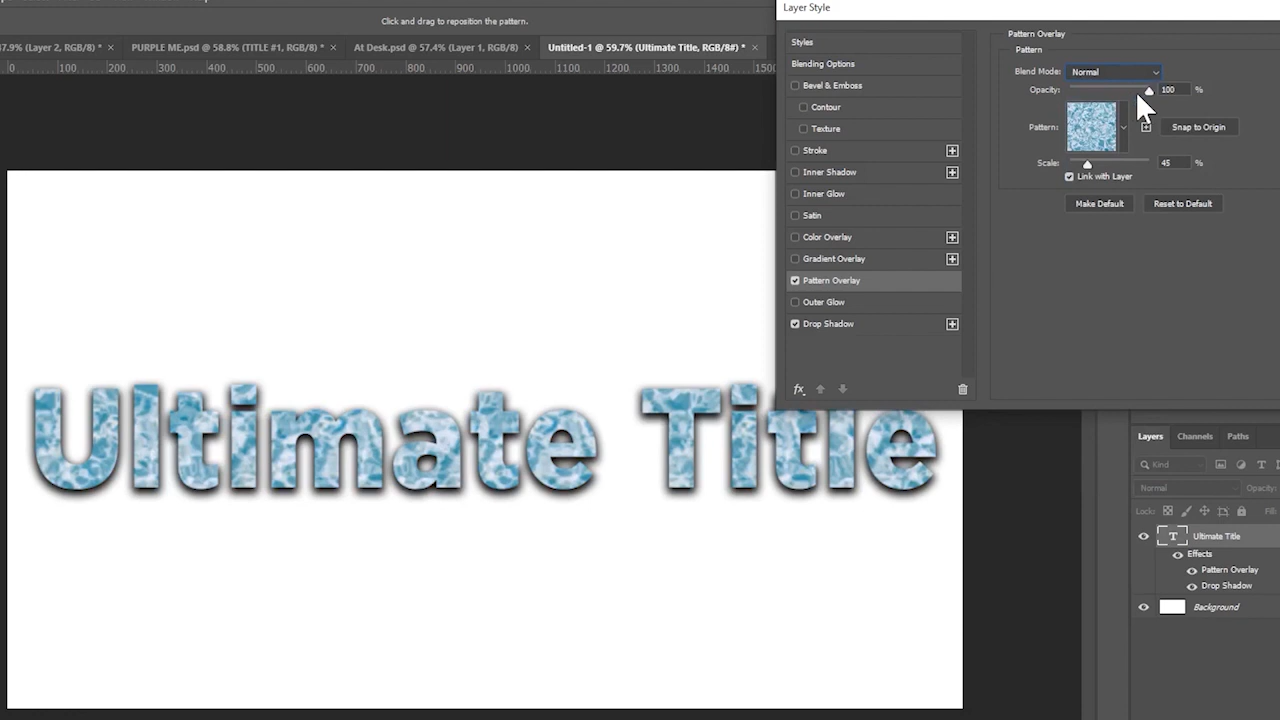 Layer Style
Click and drag to reposition the pattern.
7.9% (Layer 2, RGB/8) * × PURPLE ME.psd @ 58.8% (TITLE #1, RGB/8*) * × At Desk.psd @ 57.4% (Layer 1, RGB/8) × Untitled-1 @ 59.7% (Ultimate Title, RGB/8#) * ×
0 100 200 300 400 500 600 700 800 900 1000 1100 1200 1300 1400 1500
Styles
Blending Options
Bevel & Emboss
Contour
Texture
Stroke
Inner Shadow
Inner Glow
Satin
Color Overlay
Gradient Overlay
Pattern Overlay
Outer Glow
Drop Shadow
fx
Pattern Overlay
Pattern
Blend Mode: Normal
Opacity: 100 %
Pattern: Snap to Origin
Scale: 45 %
Link with Layer
Make Default Reset to Default
Ultimate Title
Layers Channels Paths
Kind
Normal Opacity:
Lock: Fill:
T Ultimate Title
Effects
Pattern Overlay
Drop Shadow
Background